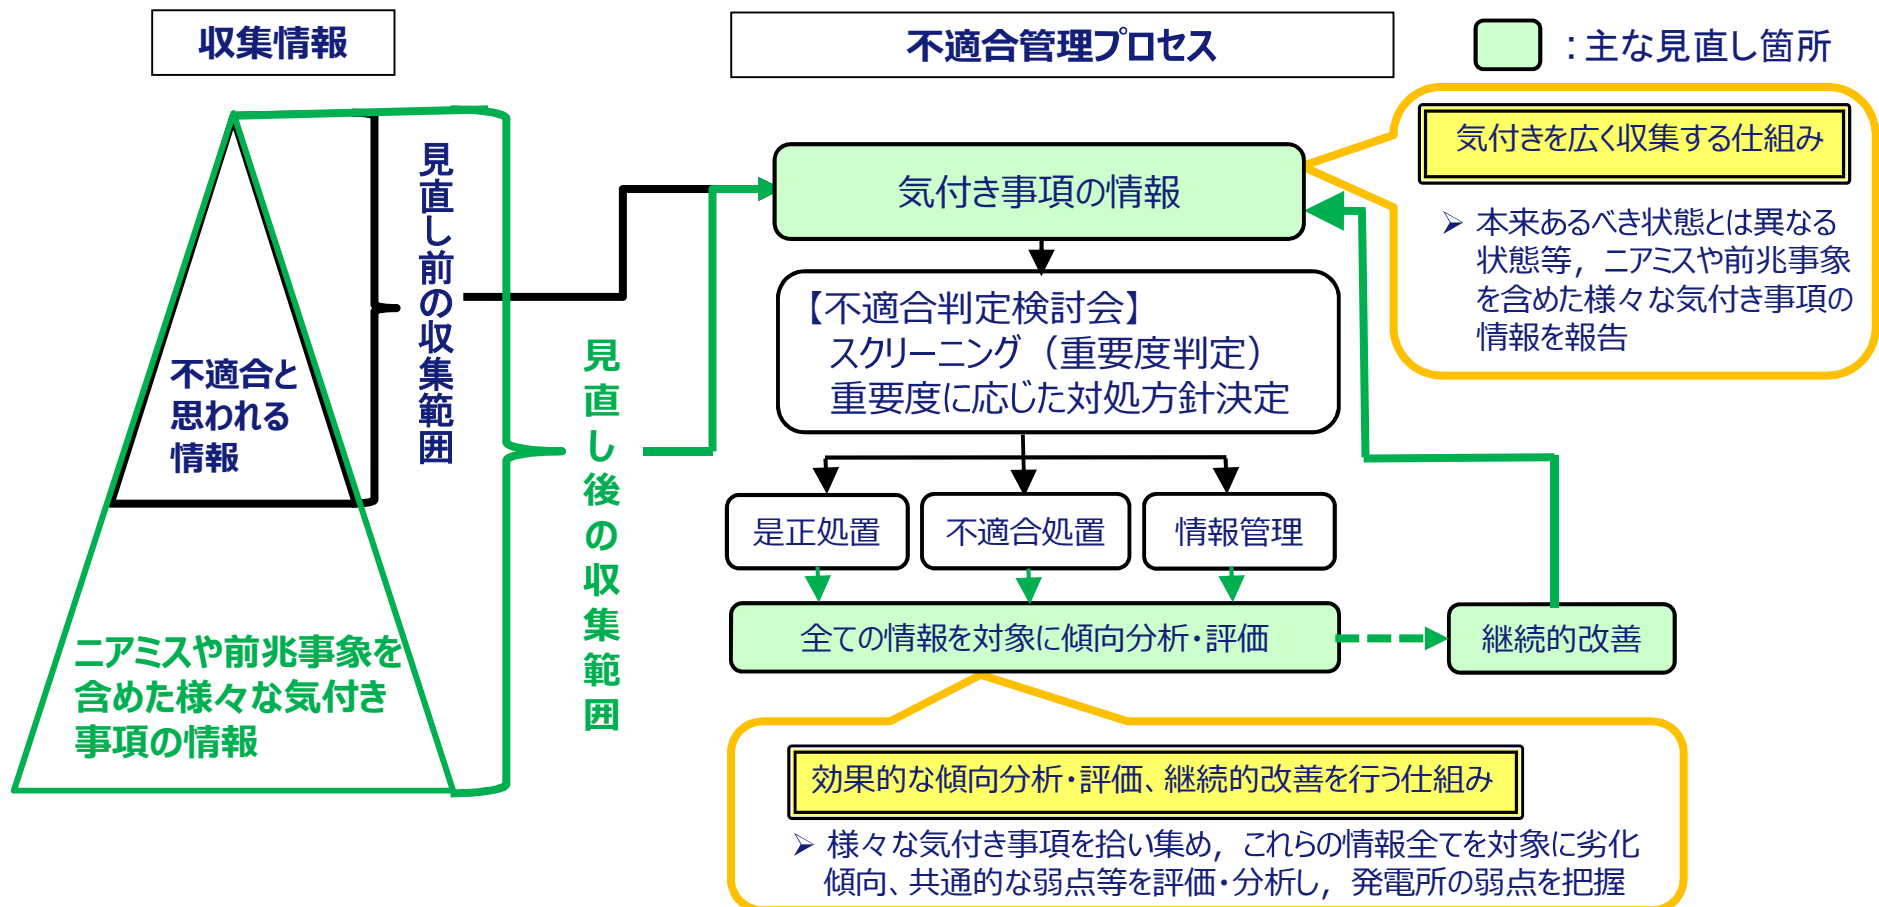 収集情報
不適合管理プロセス
：主な見直し箇所
見直し前の収集範囲
不適合と
思われる
情報
見直し後の収集範囲
ニアミスや前兆事象を
含めた様々な気付き
事項の情報
気付き事項の情報
気付きを広く収集する仕組み
➢ 本来あるべき状態とは異なる
状態等，ニアミスや前兆事象
を含めた様々な気付き事項の
情報を報告
【不適合判定検討会】
スクリーニング（重要度判定）
重要度に応じた対処方針決定
是正処置
不適合処置
情報管理
全ての情報を対象に傾向分析・評価
継続的改善
効果的な傾向分析・評価、継続的改善を行う仕組み
➢ 様々な気付き事項を拾い集め，これらの情報全てを対象に劣化
傾向、共通的な弱点等を評価・分析し，発電所の弱点を把握